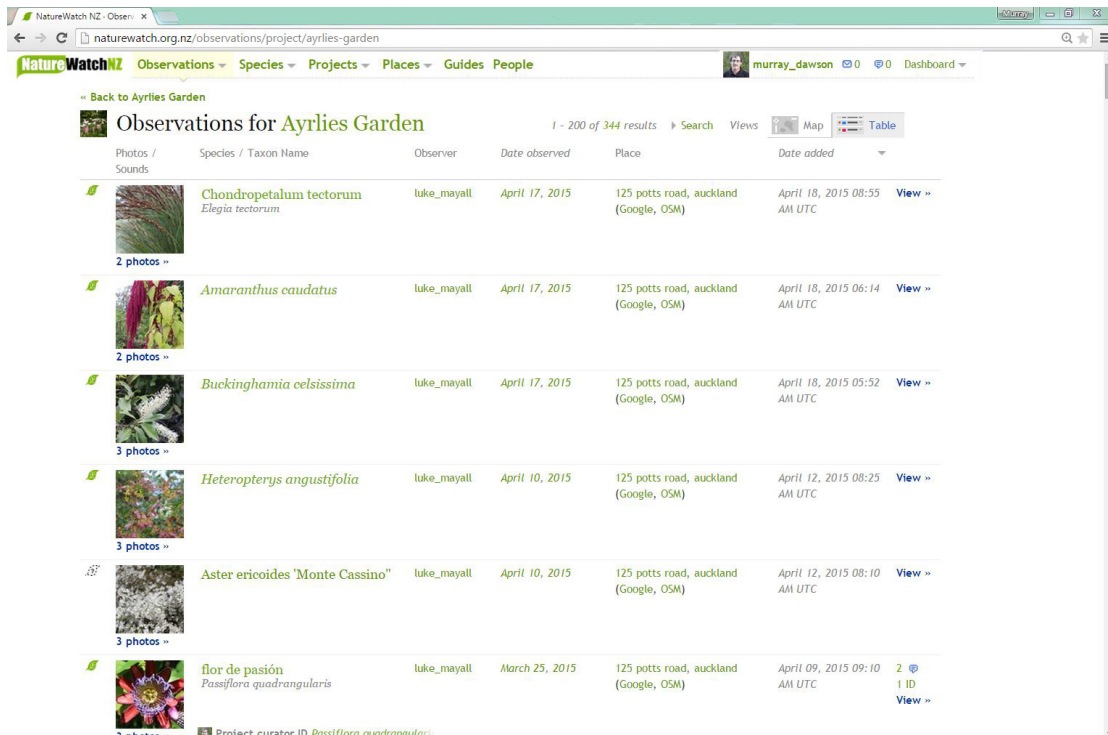 NatureWatch NZ · Observ
Murray
naturewatch.org.nz/observations/project/ayrlies-garden
NatureWatchNZ Observations Species Projects Places Guides People murray_dawson 0 0 Dashboard
« Back to Ayrlies Garden
Observations for Ayrlies Garden 1 - 200 of 344 results Search Views Map Table
Photos / Sounds Species / Taxon Name Observer Date observed Place Date added
Chondropetalum tectorum luke_mayall April 17, 2015 125 potts road, auckland April 18, 2015 08:55 View »
Elegia tectorum (Google, OSM) AM UTC
2 photos »
Amaranthus caudatus luke_mayall April 17, 2015 125 potts road, auckland April 18, 2015 06:14 View »
(Google, OSM) AM UTC
2 photos »
Buckinghamia celsissima luke_mayall April 17, 2015 125 potts road, auckland April 18, 2015 05:52 View »
(Google, OSM) AM UTC
3 photos »
Heteropterys angustifolia luke_mayall April 10, 2015 125 potts road, auckland April 12, 2015 08:25 View »
(Google, OSM) AM UTC
3 photos »
Aster ericoides 'Monte Cassino" luke_mayall April 10, 2015 125 potts road, auckland April 12, 2015 08:10 View »
(Google, OSM) AM UTC
3 photos »
flor de pasión luke_mayall March 25, 2015 125 potts road, auckland April 09, 2015 09:10 2
Passiflora quadrangularis (Google, OSM) AM UTC 1 ID
View »
Project curator ID Passiflora quadrangularis